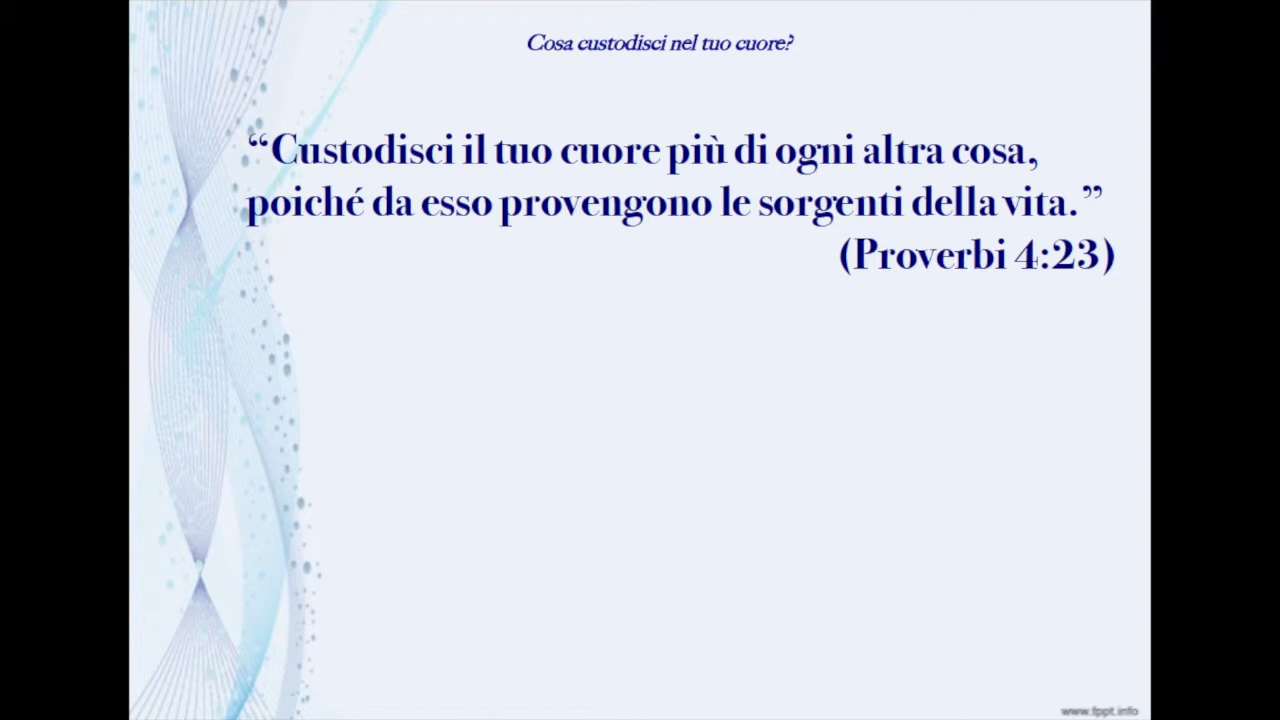 Cosa custodisci nel tuo cuore?
“Custodisci il tuo cuore più di ogni altra cosa,
poiché da esso provengono le sorgenti della vita.”
(Proverbi 4:23)
www.fppt.info